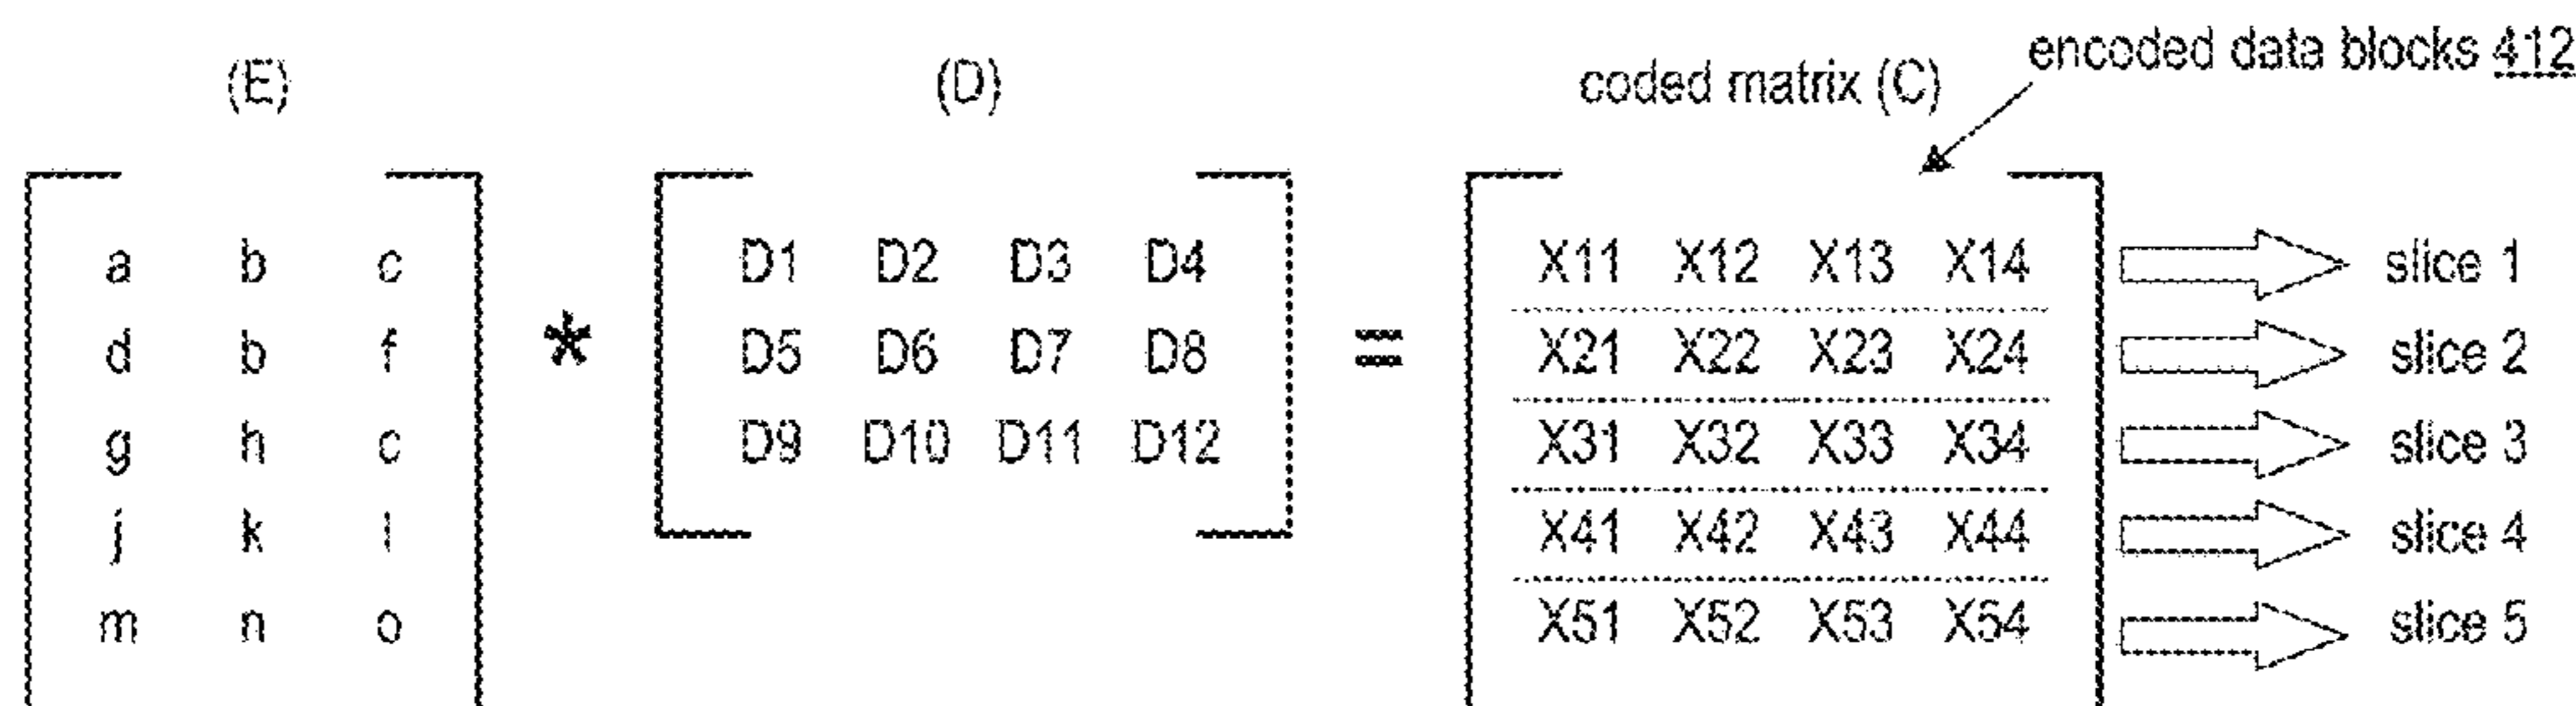 (E) (D) coded matrix (C) encoded data blocks 412
a b c D1 D2 D3 D4 X11 X12 X13 X14 slice 1
d b f * D5 D6 D7 D8 = X21 X22 X23 X24 slice 2
g h c D9 D10 D11 D12 X31 X32 X33 X34 slice 3
j k l X41 X42 X43 X44 slice 4
m n o X51 X52 X53 X54 slice 5